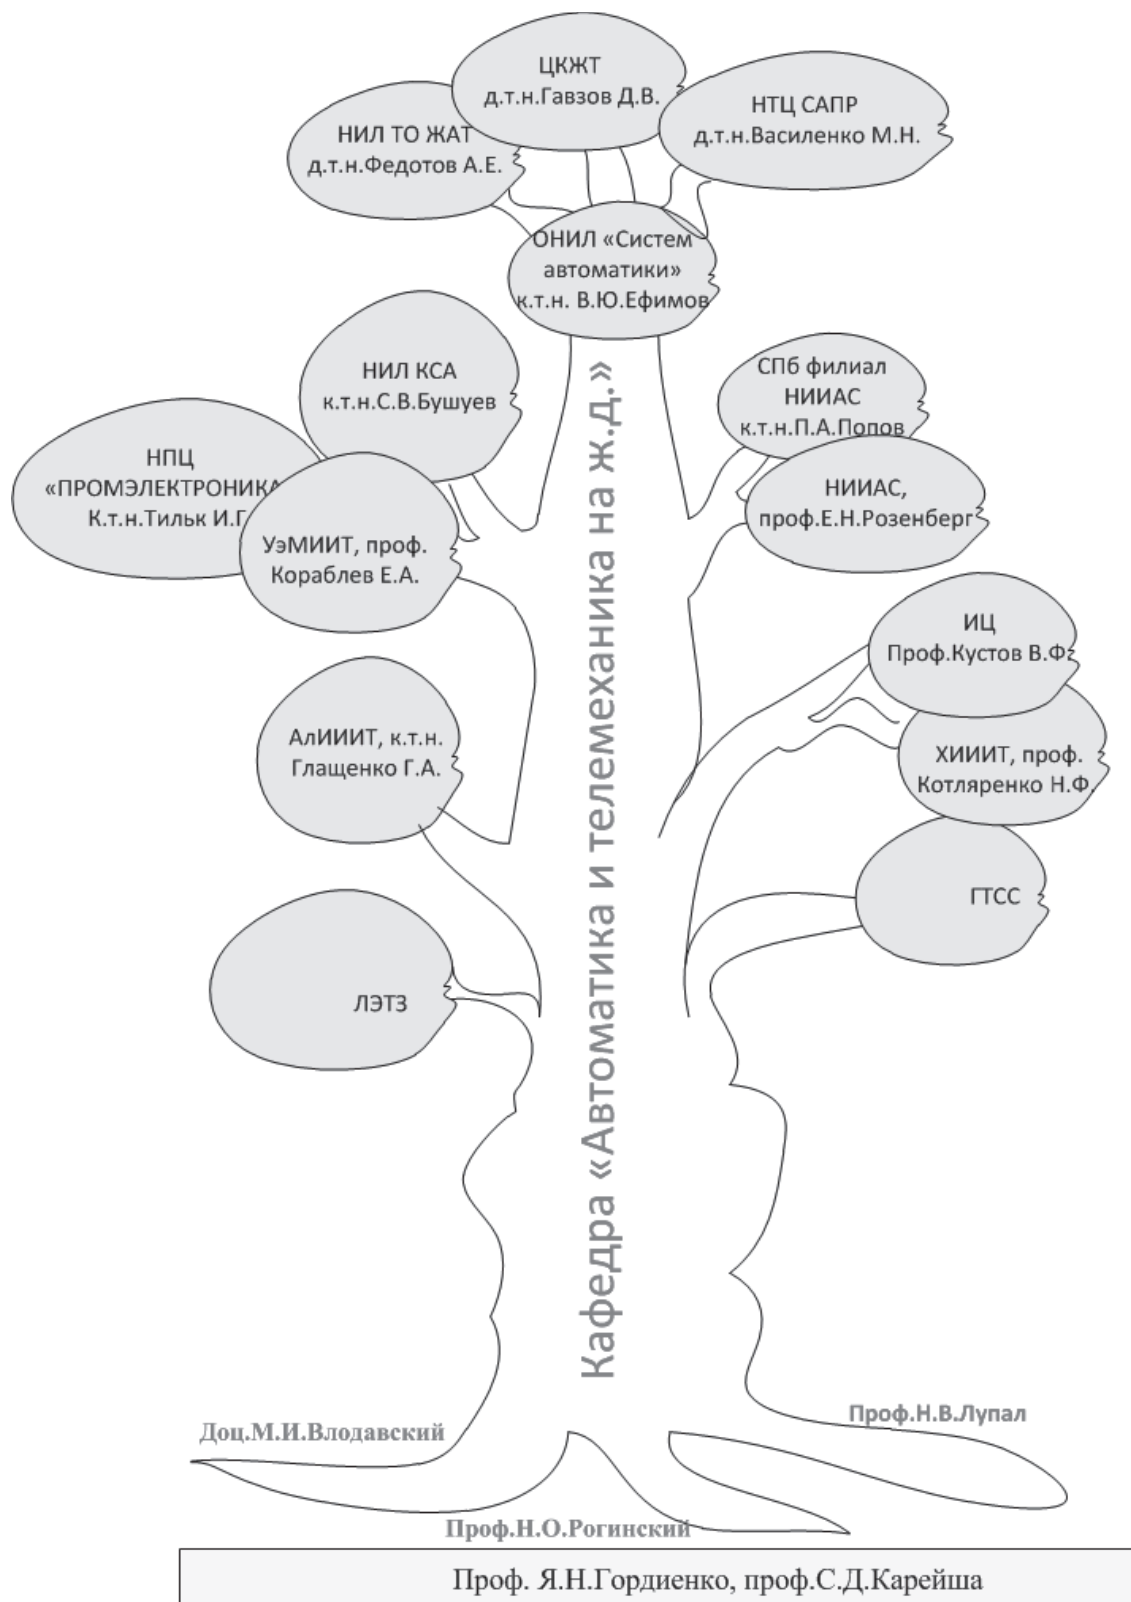 ЦКЖТ
д.т.н.Гавзов Д.В.
НТЦ САПР
д.т.н.Василенко М.Н.
НИЛ ТО ЖАТ
д.т.н.Федотов А.Е.
ОНИЛ «Систем
автоматики»
к.т.н. В.Ю.Ефимов
НИЛ КСА
к.т.н.С.В.Бушуев
СПб филиал
НИИАС
к.т.н.П.А.Попов
НПЦ
«ПРОМЭЛЕКТРОНИКА
К.т.н.Тильк И.Г
НИИАС,
проф.Е.Н.Розенберг
УэМИИТ, проф.
Кораблев Е.А.
ИЦ
Проф.Кустов В.Ф.
АлИИИТ, к.т.н.
Глащенко Г.А.
ХИИИТ, проф.
Котляренко Н.Ф.
ГТСС
ЛЭТЗ
Кафедра «Автоматика и телемеханика на ж.д.»
Доц.М.И.Влодавский
Проф.Н.В.Лупал
Проф.Н.О.Рогинский
Проф. Я.Н.Гордиенко, проф.С.Д.Карейша